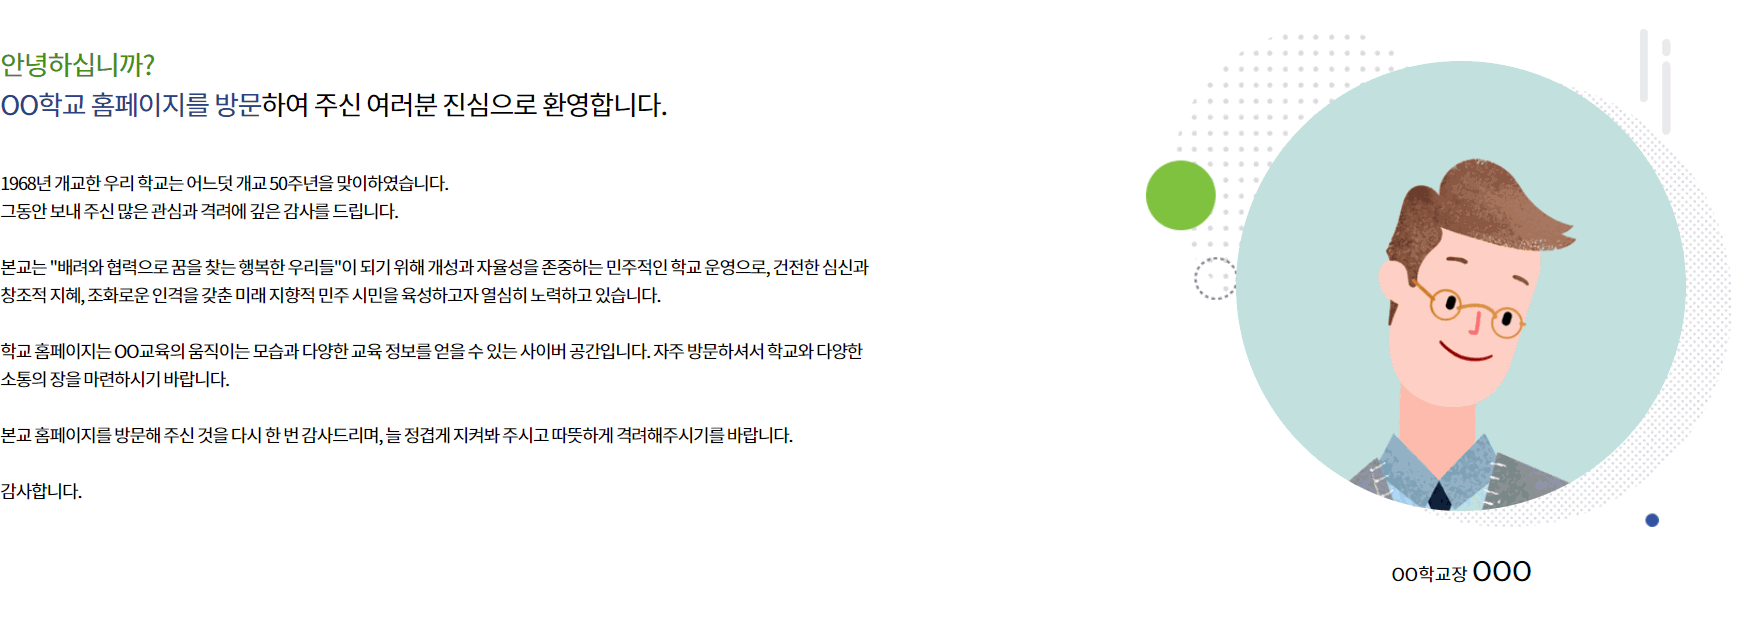 안녕하십니까?
OO학교 홈페이지를 방문하여 주신 여러분 진심으로 환영합니다.
1968년 개교한 우리 학교는 어느덧 개교 50주년을 맞이하였습니다.
그동안 보내 주신 많은 관심과 격려에 깊은 감사를 드립니다.
본교는 "배려와 협력으로 꿈을 찾는 행복한 우리들"이 되기 위해 개성과 자율성을 존중하는 민주적인 학교 운영으로, 건전한 심신과
창조적 지혜, 조화로운 인격을 갖춘 미래 지향적 민주 시민을 육성하고자 열심히 노력하고 있습니다.
학교 홈페이지는 OO교육의 움직이는 모습과 다양한 교육 정보를 얻을 수 있는 사이버 공간입니다. 자주 방문하셔서 학교와 다양한
소통의 장을 마련하시기 바랍니다.
본교 홈페이지를 방문해 주신 것을 다시 한 번 감사드리며, 늘 정겹게 지켜봐 주시고 따뜻하게 격려해주시기를 바랍니다.
감사합니다.
OO학교장 OOO